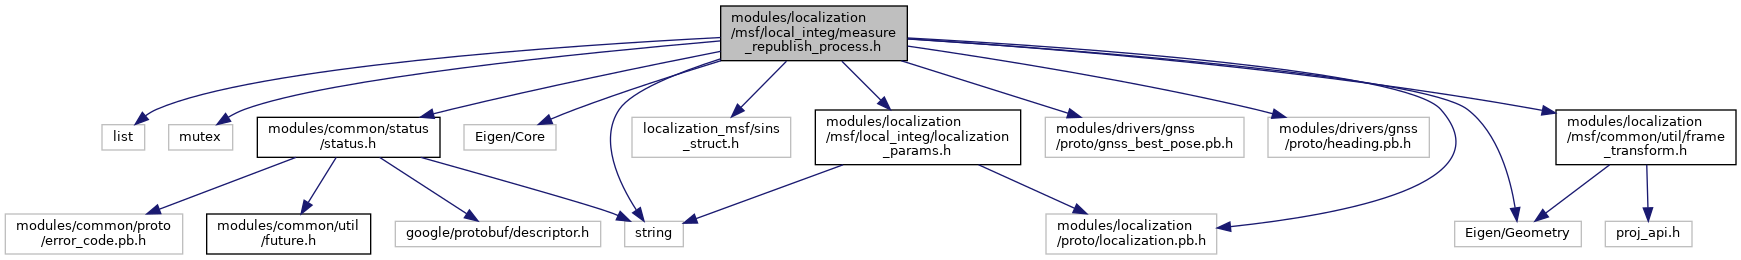 modules/localization
/msf/local_integ/measure
_republish_process.h
list
mutex
modules/common/status
/status.h
Eigen/Core
localization_msf/sins
_struct.h
modules/localization
/msf/local_integ/localization
_params.h
modules/drivers/gnss
/proto/gnss_best_pose.pb.h
modules/drivers/gnss
/proto/heading.pb.h
modules/localization
/msf/common/util/frame
_transform.h
modules/common/proto
/error_code.pb.h
modules/common/util
/future.h
google/protobuf/descriptor.h
string
modules/localization
/proto/localization.pb.h
Eigen/Geometry
proj_api.h